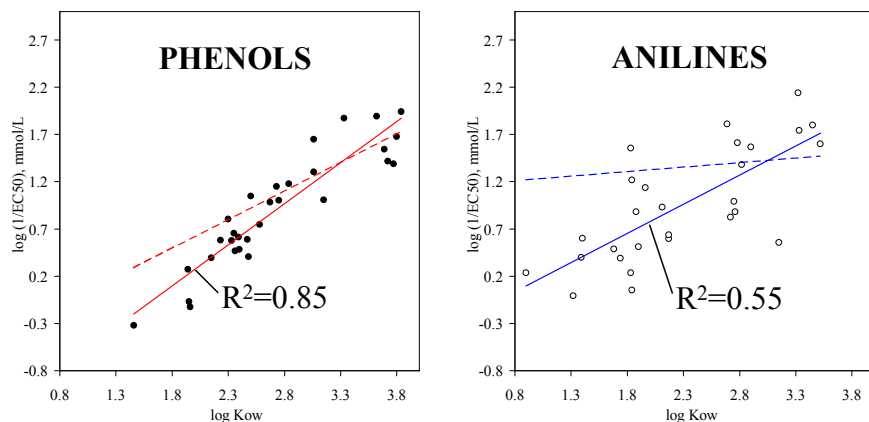 PHENOLS
2.7
2.2
1.7
1.2
0.7
0.2
-0.3
-0.8
log (1/EC50), mmol/L
R²=0.85
0.8 1.3 1.8 2.3 2.8 3.3 3.8
log Kow
ANILINES
2.7
2.2
1.7
1.2
0.7
0.2
-0.3
-0.8
log (1/EC50), mmol/L
R²=0.55
0.8 1.3 1.8 2.3 2.8 3.3 3.8
log Kow